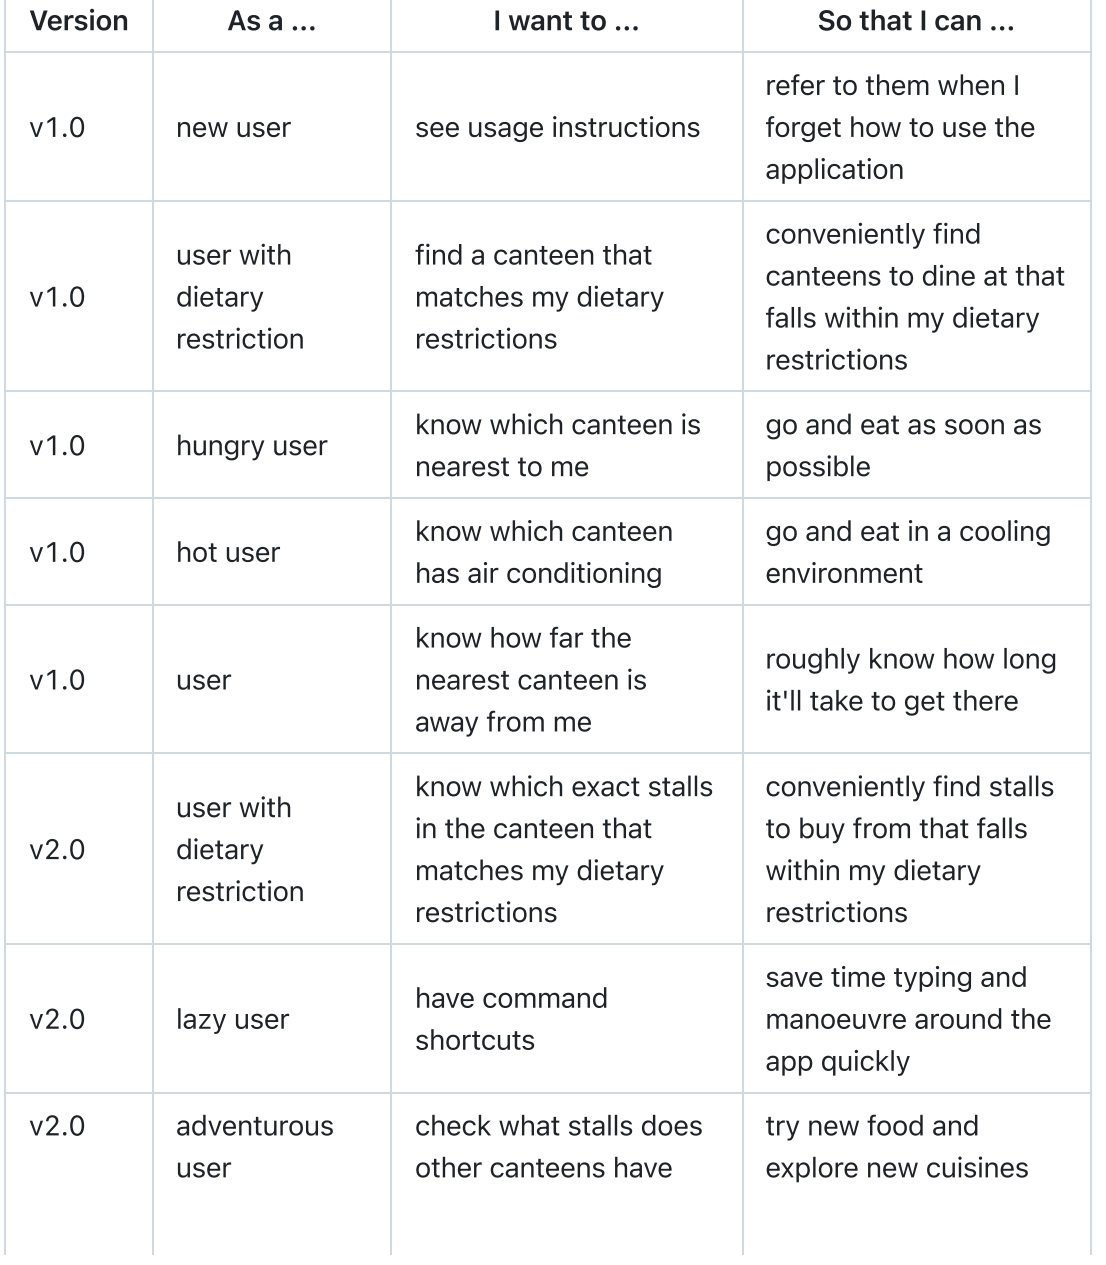 Version As a ... I want to ... So that I can ...
v1.0 new user see usage instructions refer to them when I
forget how to use the
application
v1.0 user with
dietary
restriction find a canteen that
matches my dietary
restrictions conveniently find
canteens to dine at that
falls within my dietary
restrictions
v1.0 hungry user know which canteen is
nearest to me go and eat as soon as
possible
v1.0 hot user know which canteen
has air conditioning go and eat in a cooling
environment
v1.0 user know how far the
nearest canteen is
away from me roughly know how long
it'll take to get there
v2.0 user with
dietary
restriction know which exact stalls
in the canteen that
matches my dietary
restrictions conveniently find stalls
to buy from that falls
within my dietary
restrictions
v2.0 lazy user have command
shortcuts save time typing and
manoeuvre around the
app quickly
v2.0 adventurous
user check what stalls does
other canteens have try new food and
explore new cuisines